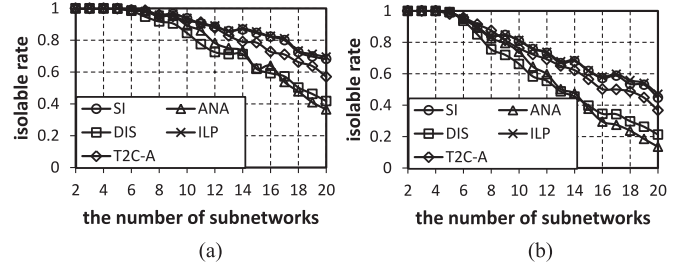 1
0.8
0.6
0.4
0.2
0
isolable rate
SI
ANA
DIS
ILP
T2C-A
2 4 6 8 10 12 14 16 18 20
the number of subnetworks
(a)
1
0.8
0.6
0.4
0.2
0
isolable rate
SI
ANA
DIS
ILP
T2C-A
2 4 6 8 10 12 14 16 18 20
the number of subnetworks
(b)